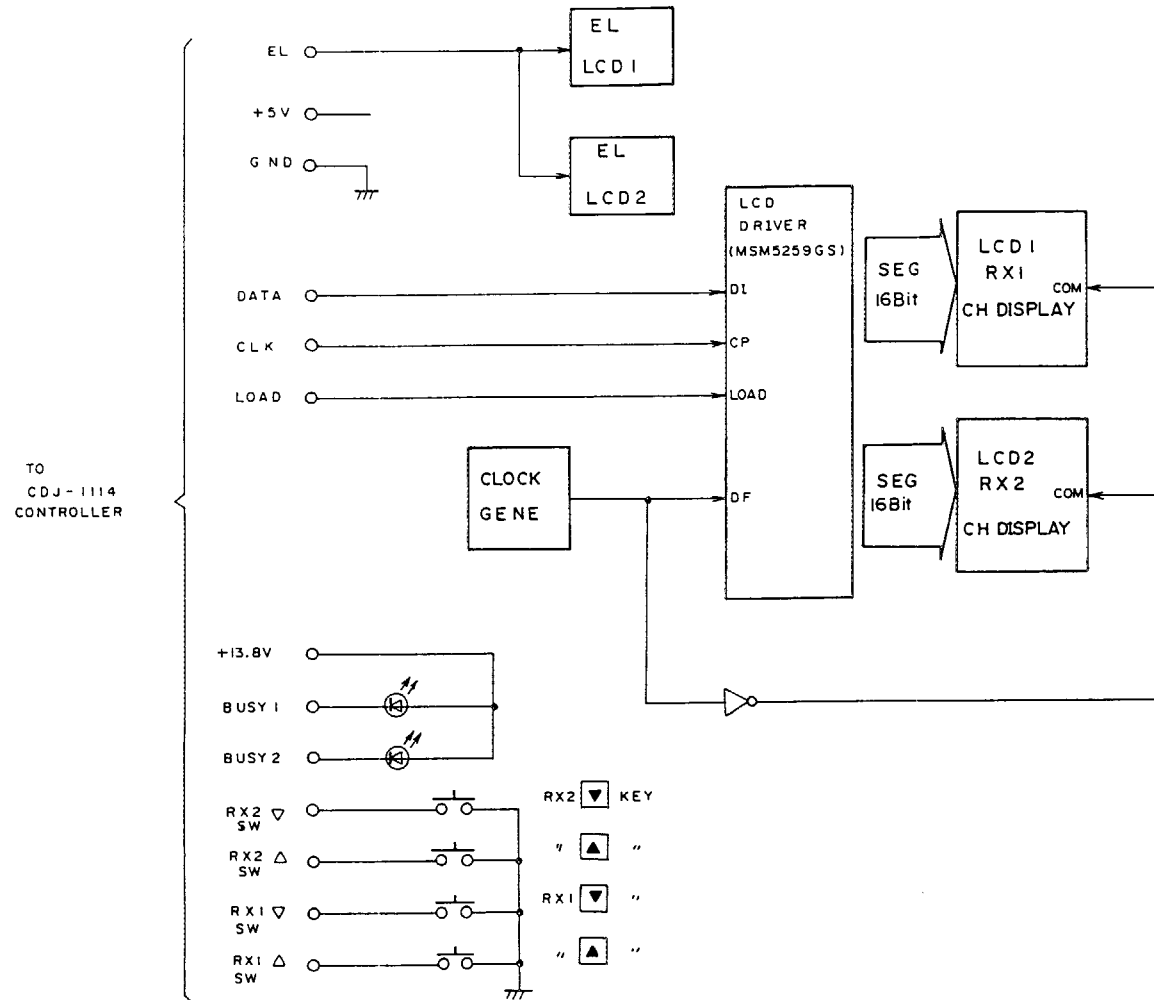 EL
EL
LCD1
+5V
GND
EL
LCD2
LCD
DRIVER
(MSM5259GS)
SEG
16Bit
LCD1
RX1
COM
CH DISPLAY
DATA
DI
CLK
CP
LOAD
LOAD
TO
CDJ-1114
CONTROLLER
CLOCK
GENE
DF
SEG
16Bit
LCD2
RX2
COM
CH DISPLAY
+13.8V
BUSY 1
BUSY 2
RX2 ▽
SW
RX2 ▼ KEY
RX2 △
SW
" ▲ "
RX1 ▽
SW
RX1 ▼ "
RX1 △
SW
" ▲ "